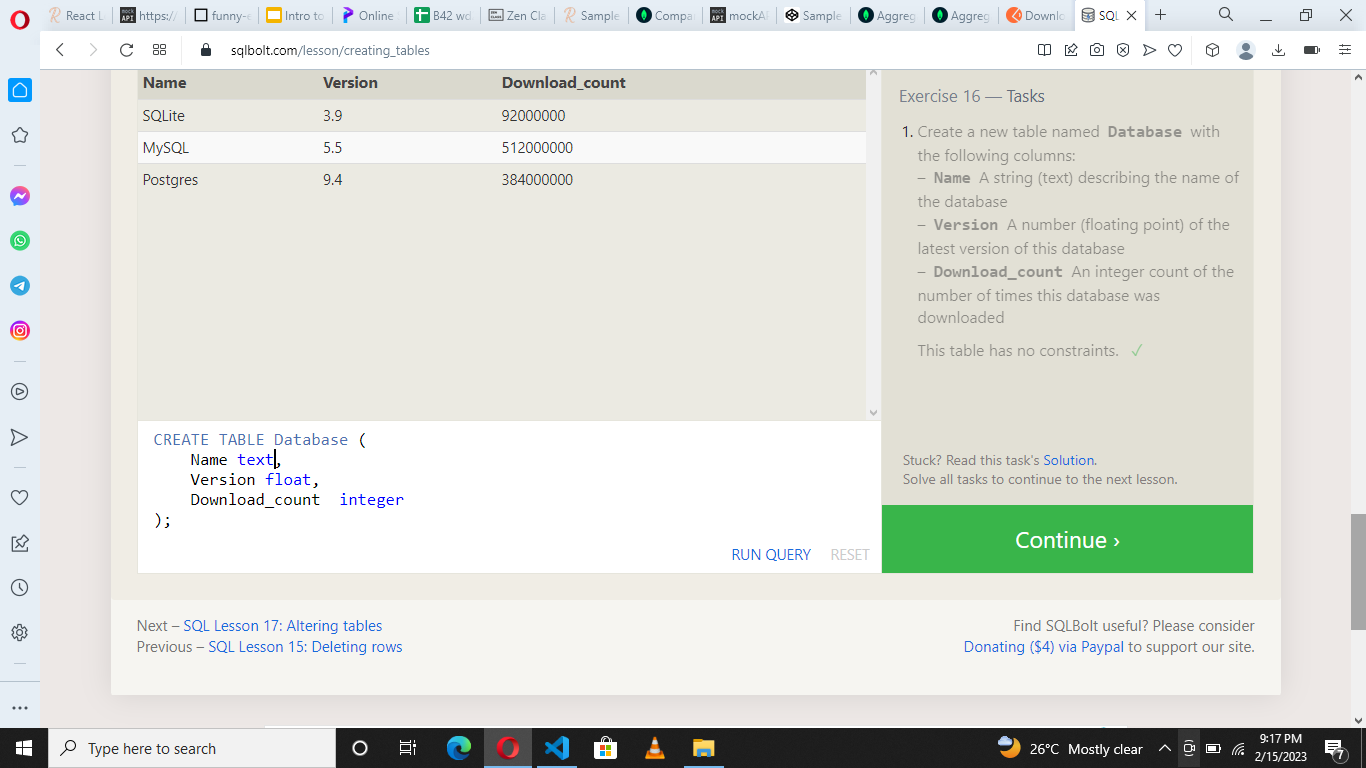 React L
https://
funny-e
Intro to
Online
B42 wd
Zen Cla
Sample
Compa
mockAI
Sample
Aggreg
Aggreg
Downlo
SQL
sqlbolt.com/lesson/creating_tables
Name Version Download_count
SQLite 3.9 92000000
MySQL 5.5 512000000
Postgres 9.4 384000000
Exercise 16 — Tasks
1. Create a new table named Database with
the following columns:
– Name A string (text) describing the name of
the database
– Version A number (floating point) of the
latest version of this database
– Download_count An integer count of the
number of times this database was
downloaded
This table has no constraints. ✓
CREATE TABLE Database (
Name text,
Version float,
Download_count integer
);
RUN QUERY RESET
Stuck? Read this task's Solution.
Solve all tasks to continue to the next lesson.
Continue ›
Next – SQL Lesson 17: Altering tables
Previous – SQL Lesson 15: Deleting rows
Find SQLBolt useful? Please consider
Donating ($4) via Paypal to support our site.
Type here to search
26°C Mostly clear
9:17 PM
2/15/2023
7